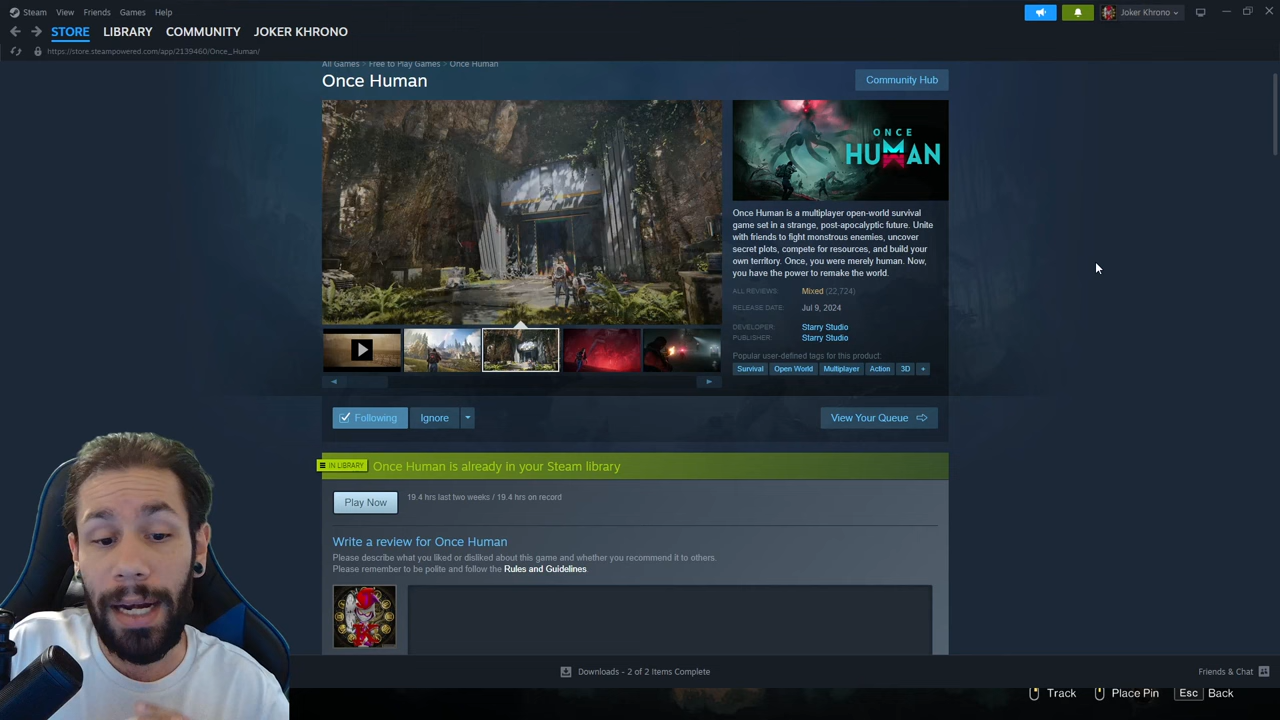 Steam View Friends Games Help
Joker Khrono
STORE LIBRARY COMMUNITY JOKER KHRONO
https://store.steampowered.com/app/2139460/Once_Human/
All Games > Free to Play Games > Once Human
Once Human
Community Hub
ONCE
HUMAN
Once Human is a multiplayer open-world survival
game set in a strange, post-apocalyptic future. Unite
with friends to fight monstrous enemies, uncover
secret plots, compete for resources, and build your
own territory. Once, you were merely human. Now,
you have the power to remake the world.
ALL REVIEWS: Mixed (22,724)
RELEASE DATE: Jul 9, 2024
DEVELOPER: Starry Studio
PUBLISHER: Starry Studio
Popular user-defined tags for this product:
Survival Open World Multiplayer Action 3D +
Following Ignore View Your Queue
IN LIBRARY Once Human is already in your Steam library
Play Now 19.4 hrs last two weeks / 19.4 hrs on record
Write a review for Once Human
Please describe what you liked or disliked about this game and whether you recommend it to others.
Please remember to be polite and follow the Rules and Guidelines
Downloads - 2 of 2 Items Complete
Friends & Chat
Track Place Pin Esc Back